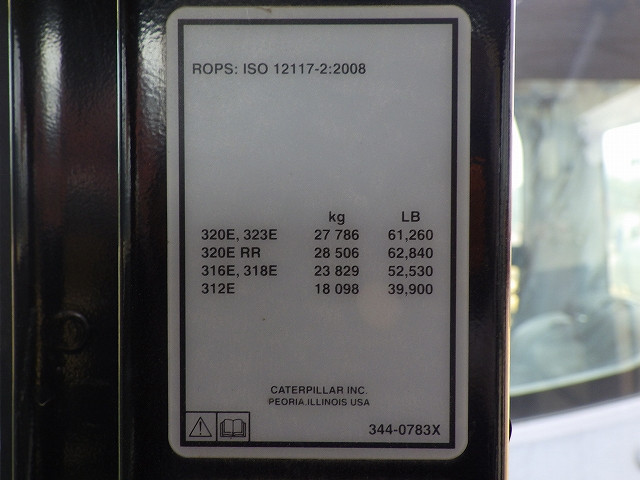 ROPS: ISO 12117-2:2008
kg LB
320E, 323E 27 786 61,260
320E RR 28 506 62,840
316E, 318E 23 829 52,530
312E 18 098 39,900
CATERPILLAR INC.
PEORIA, ILLINOIS USA
344-0783X